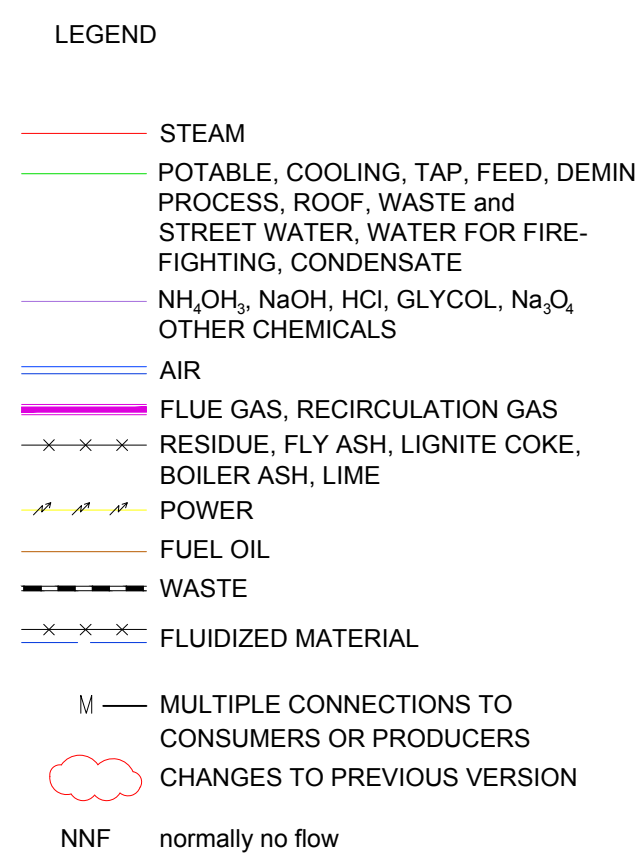 LEGEND
STEAM
POTABLE, COOLING, TAP, FEED, DEMIN
PROCESS, ROOF, WASTE and
STREET WATER, WATER FOR FIRE-
FIGHTING, CONDENSATE
NH₄OH₃, NaOH, HCl, GLYCOL, Na₃O₄
OTHER CHEMICALS
AIR
FLUE GAS, RECIRCULATION GAS
RESIDUE, FLY ASH, LIGNITE COKE,
BOILER ASH, LIME
POWER
FUEL OIL
WASTE
FLUIDIZED MATERIAL
M MULTIPLE CONNECTIONS TO
CONSUMERS OR PRODUCERS
CHANGES TO PREVIOUS VERSION
NNF normally no flow